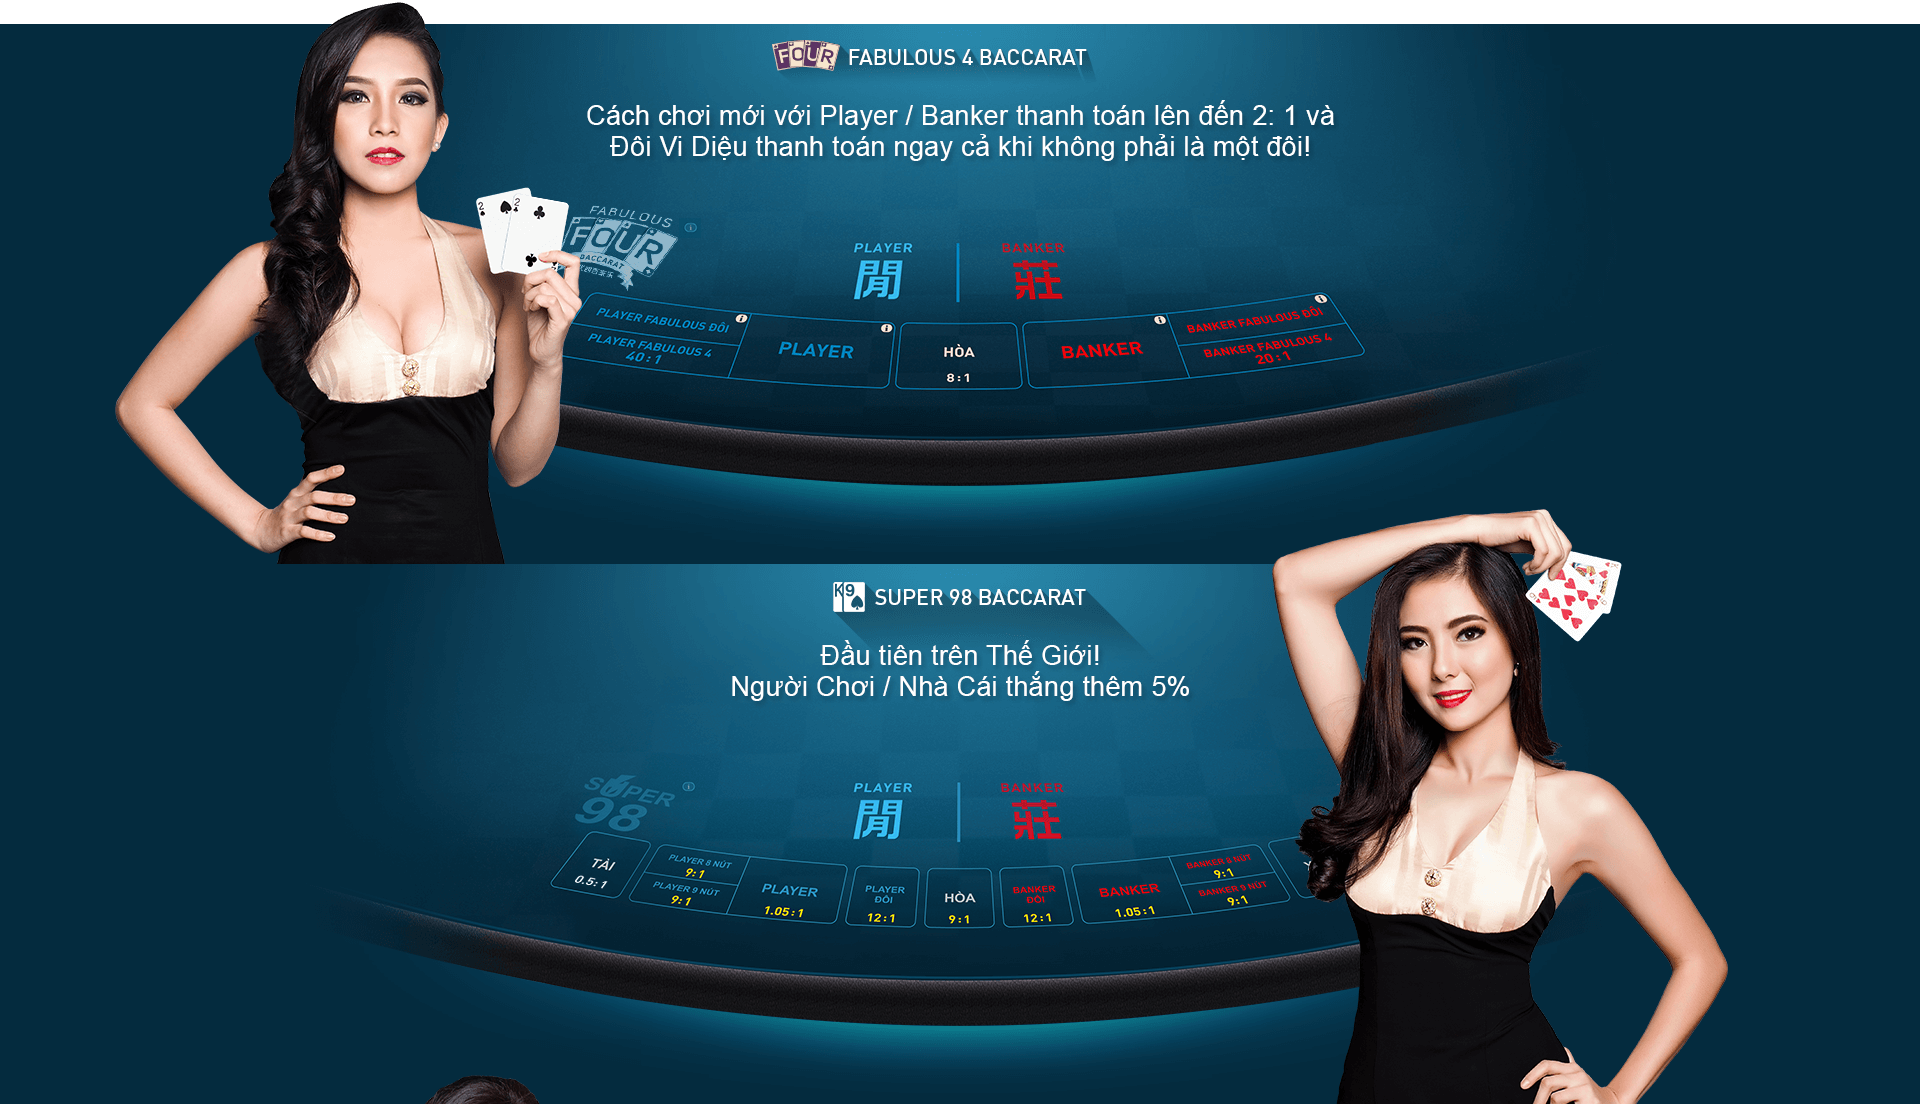 FOUR FABULOUS 4 BACCARAT
Cách chơi mới với Player / Banker thanh toán lên đến 2: 1 và
Đôi Vi Diệu thanh toán ngay cả khi không phải là một đôi!
2 2
FABULOUS
FOUR
BACCARAT
PLAYER
閒
BANKER
莊
PLAYER FABULOUS ĐÔI
PLAYER FABULOUS 4
40:1
PLAYER
HÒA
8:1
BANKER
BANKER FABULOUS ĐÔI
BANKER FABULOUS 4
20:1
K9 SUPER 98 BACCARAT
Đầu tiên trên Thế Giới!
Người Chơi / Nhà Cái thắng thêm 5%
SUPER
98
PLAYER
閒
BANKER
莊
TÀI
0.5:1
PLAYER 8 NÚT
9:1
PLAYER 9 NÚT
9:1
PLAYER
1.05:1
PLAYER
ĐÔI
12:1
HÒA
9:1
BANKER
ĐÔI
12:1
BANKER
1.05:1
BANKER 8 NÚT
9:1
BANKER 9 NÚT
9:1